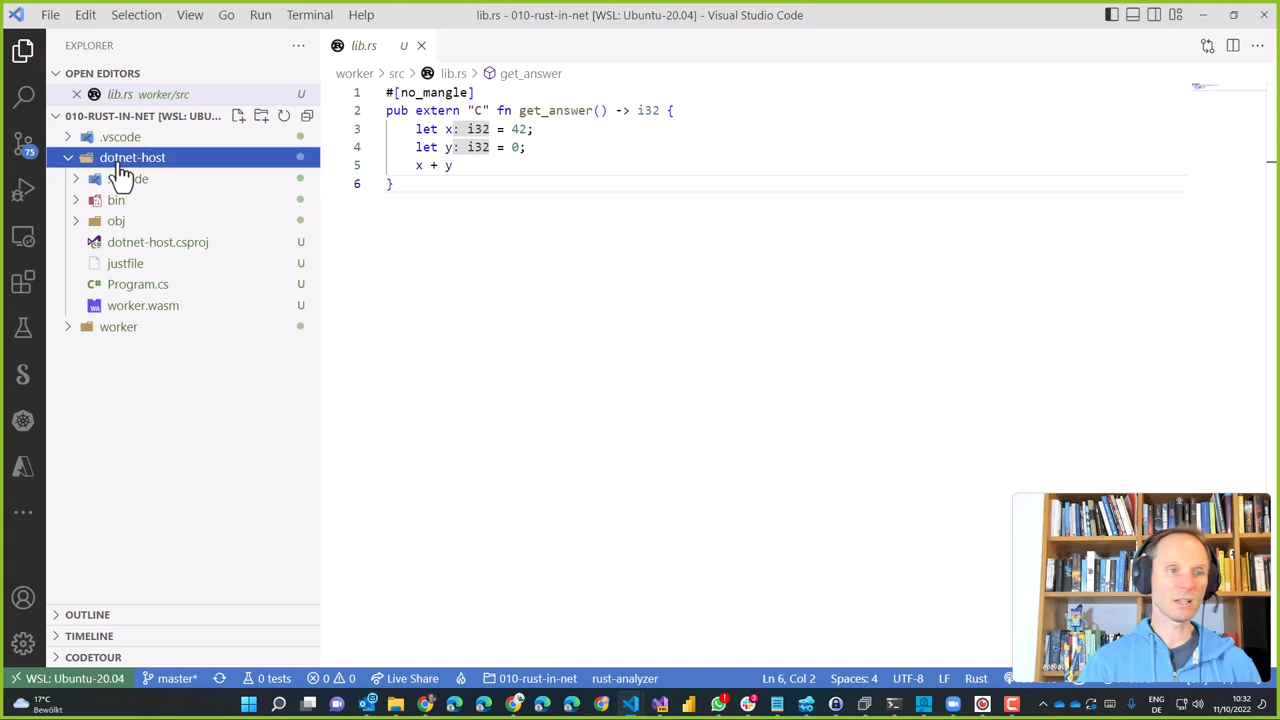 File Edit Selection View Go Run Terminal Help
lib.rs - 010-rust-in-net [WSL: Ubuntu-20.04] - Visual Studio Code
EXPLORER
OPEN EDITORS
lib.rs worker/src U
010-RUST-IN-NET [WSL: UBU...
.vscode
dotnet-host
bin
obj
dotnet-host.csproj U
justfile U
C# Program.cs U
WA worker.wasm U
worker
OUTLINE
TIMELINE
CODETOUR
75
lib.rs U
worker > src > lib.rs > get_answer
1 #[no_mangle]
2 pub extern "C" fn get_answer() -> i32 {
3 let x: i32 = 42;
4 let y: i32 = 0;
5 x + y
6 }
WSL: Ubuntu-20.04 master* 0 tests 0 0 Live Share 010-rust-in-net rust-analyzer Ln 6, Col 2 Spaces: 4 UTF-8 LF Rust
17°C
Bewölkt
ENG
DE
10:32
11/10/2022